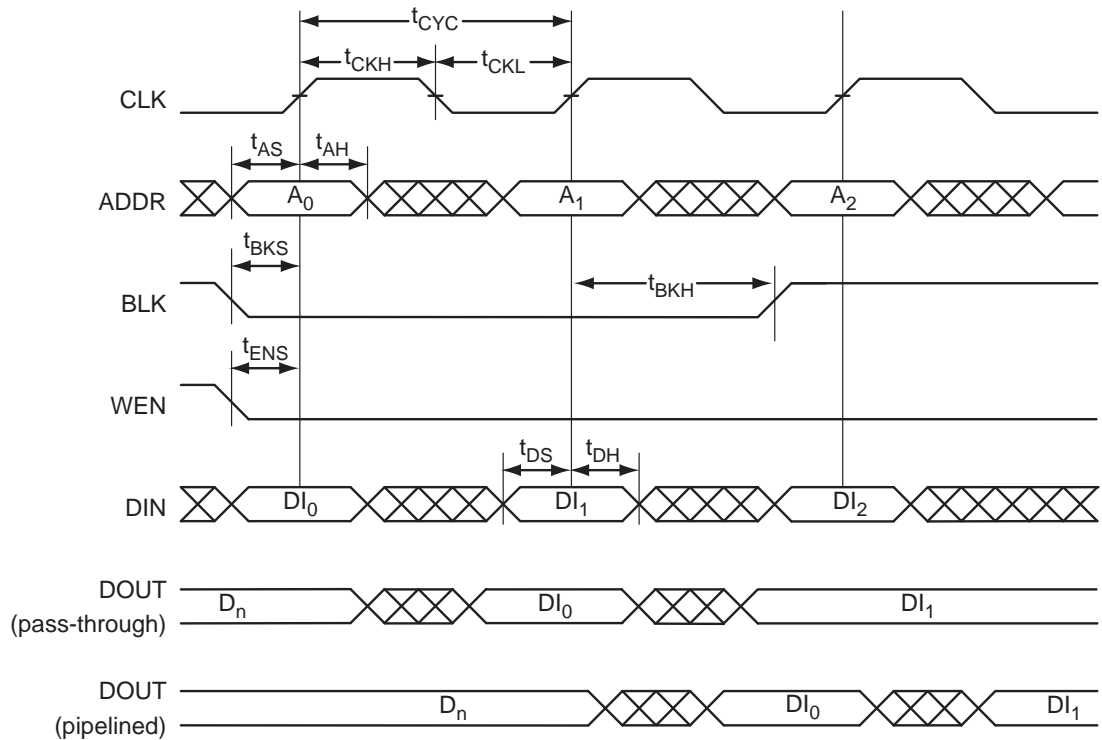 tCYC
tCKH tCKL
CLK
tAS tAH
ADDR A0 A1 A2
tBKS
BLK tBKH
tENS
WEN
tDS tDH
DIN DI0 DI1 DI2
DOUT
(pass-through) Dn DI0 DI1
DOUT
(pipelined) Dn DI0 DI1